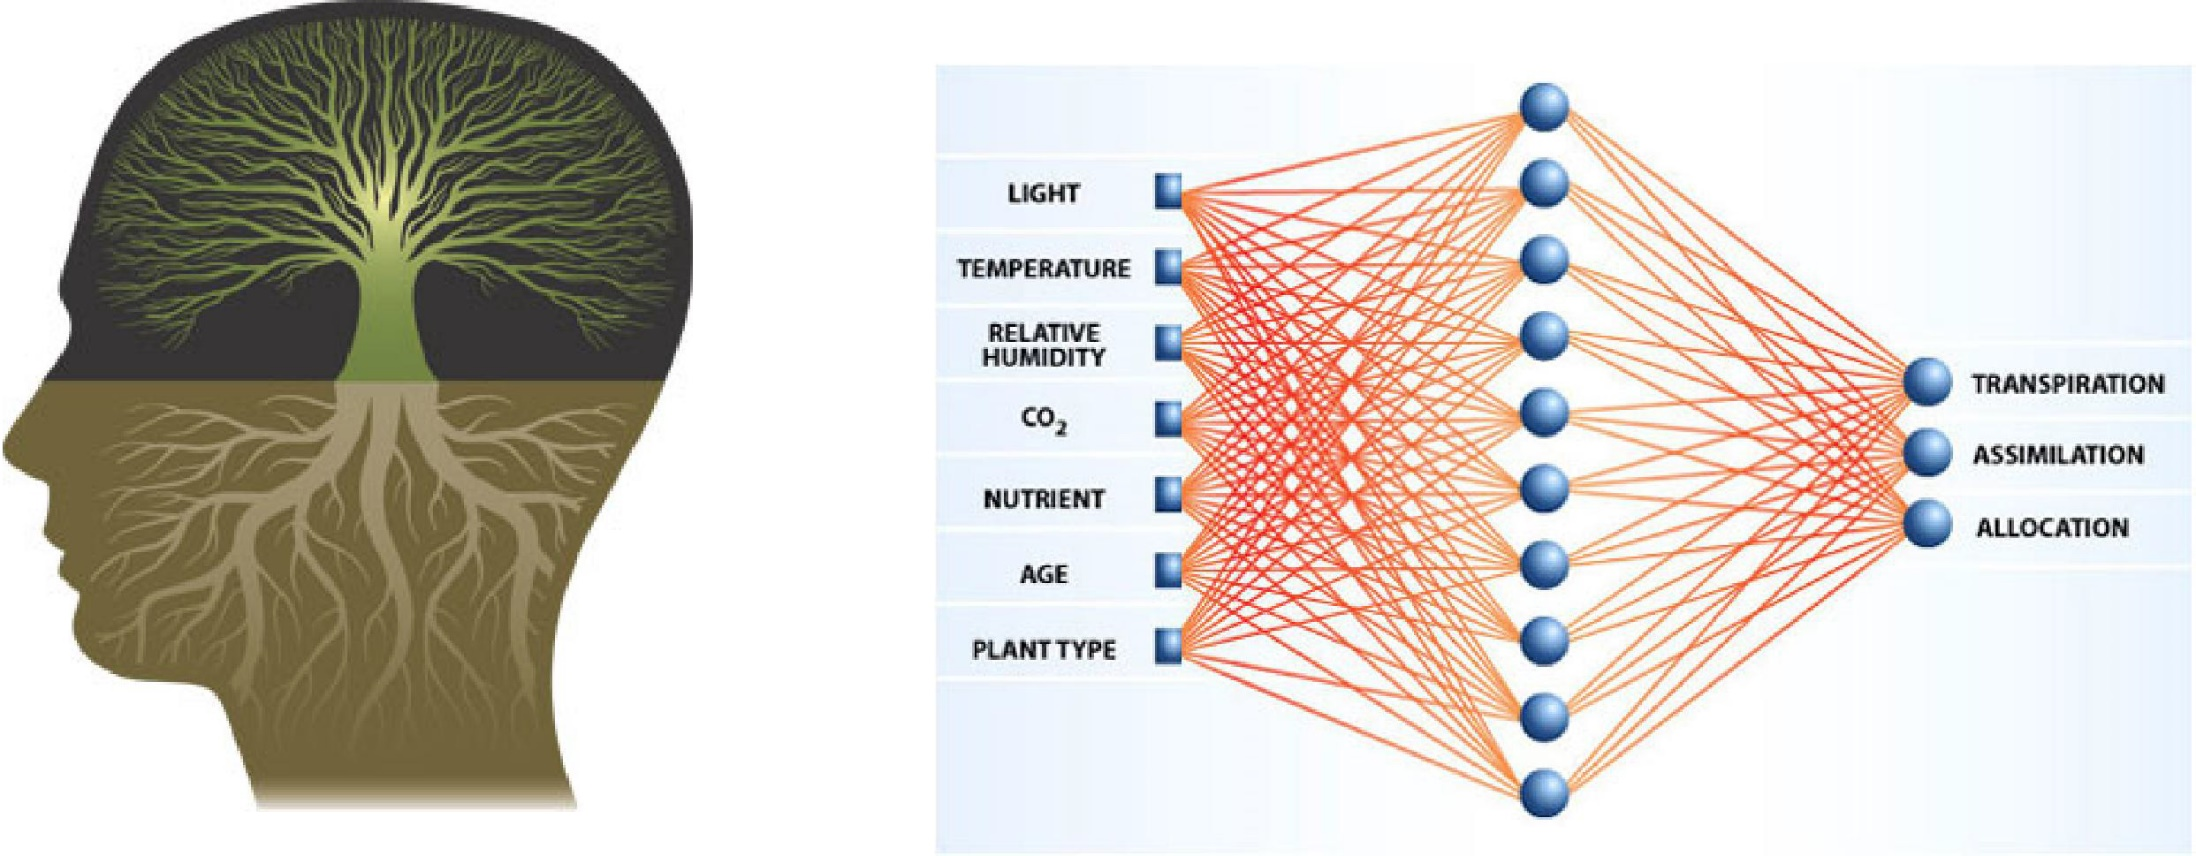 LIGHT
TEMPERATURE
RELATIVE
HUMIDITY
CO₂
NUTRIENT
AGE
PLANT TYPE
TRANSPIRATION
ASSIMILATION
ALLOCATION